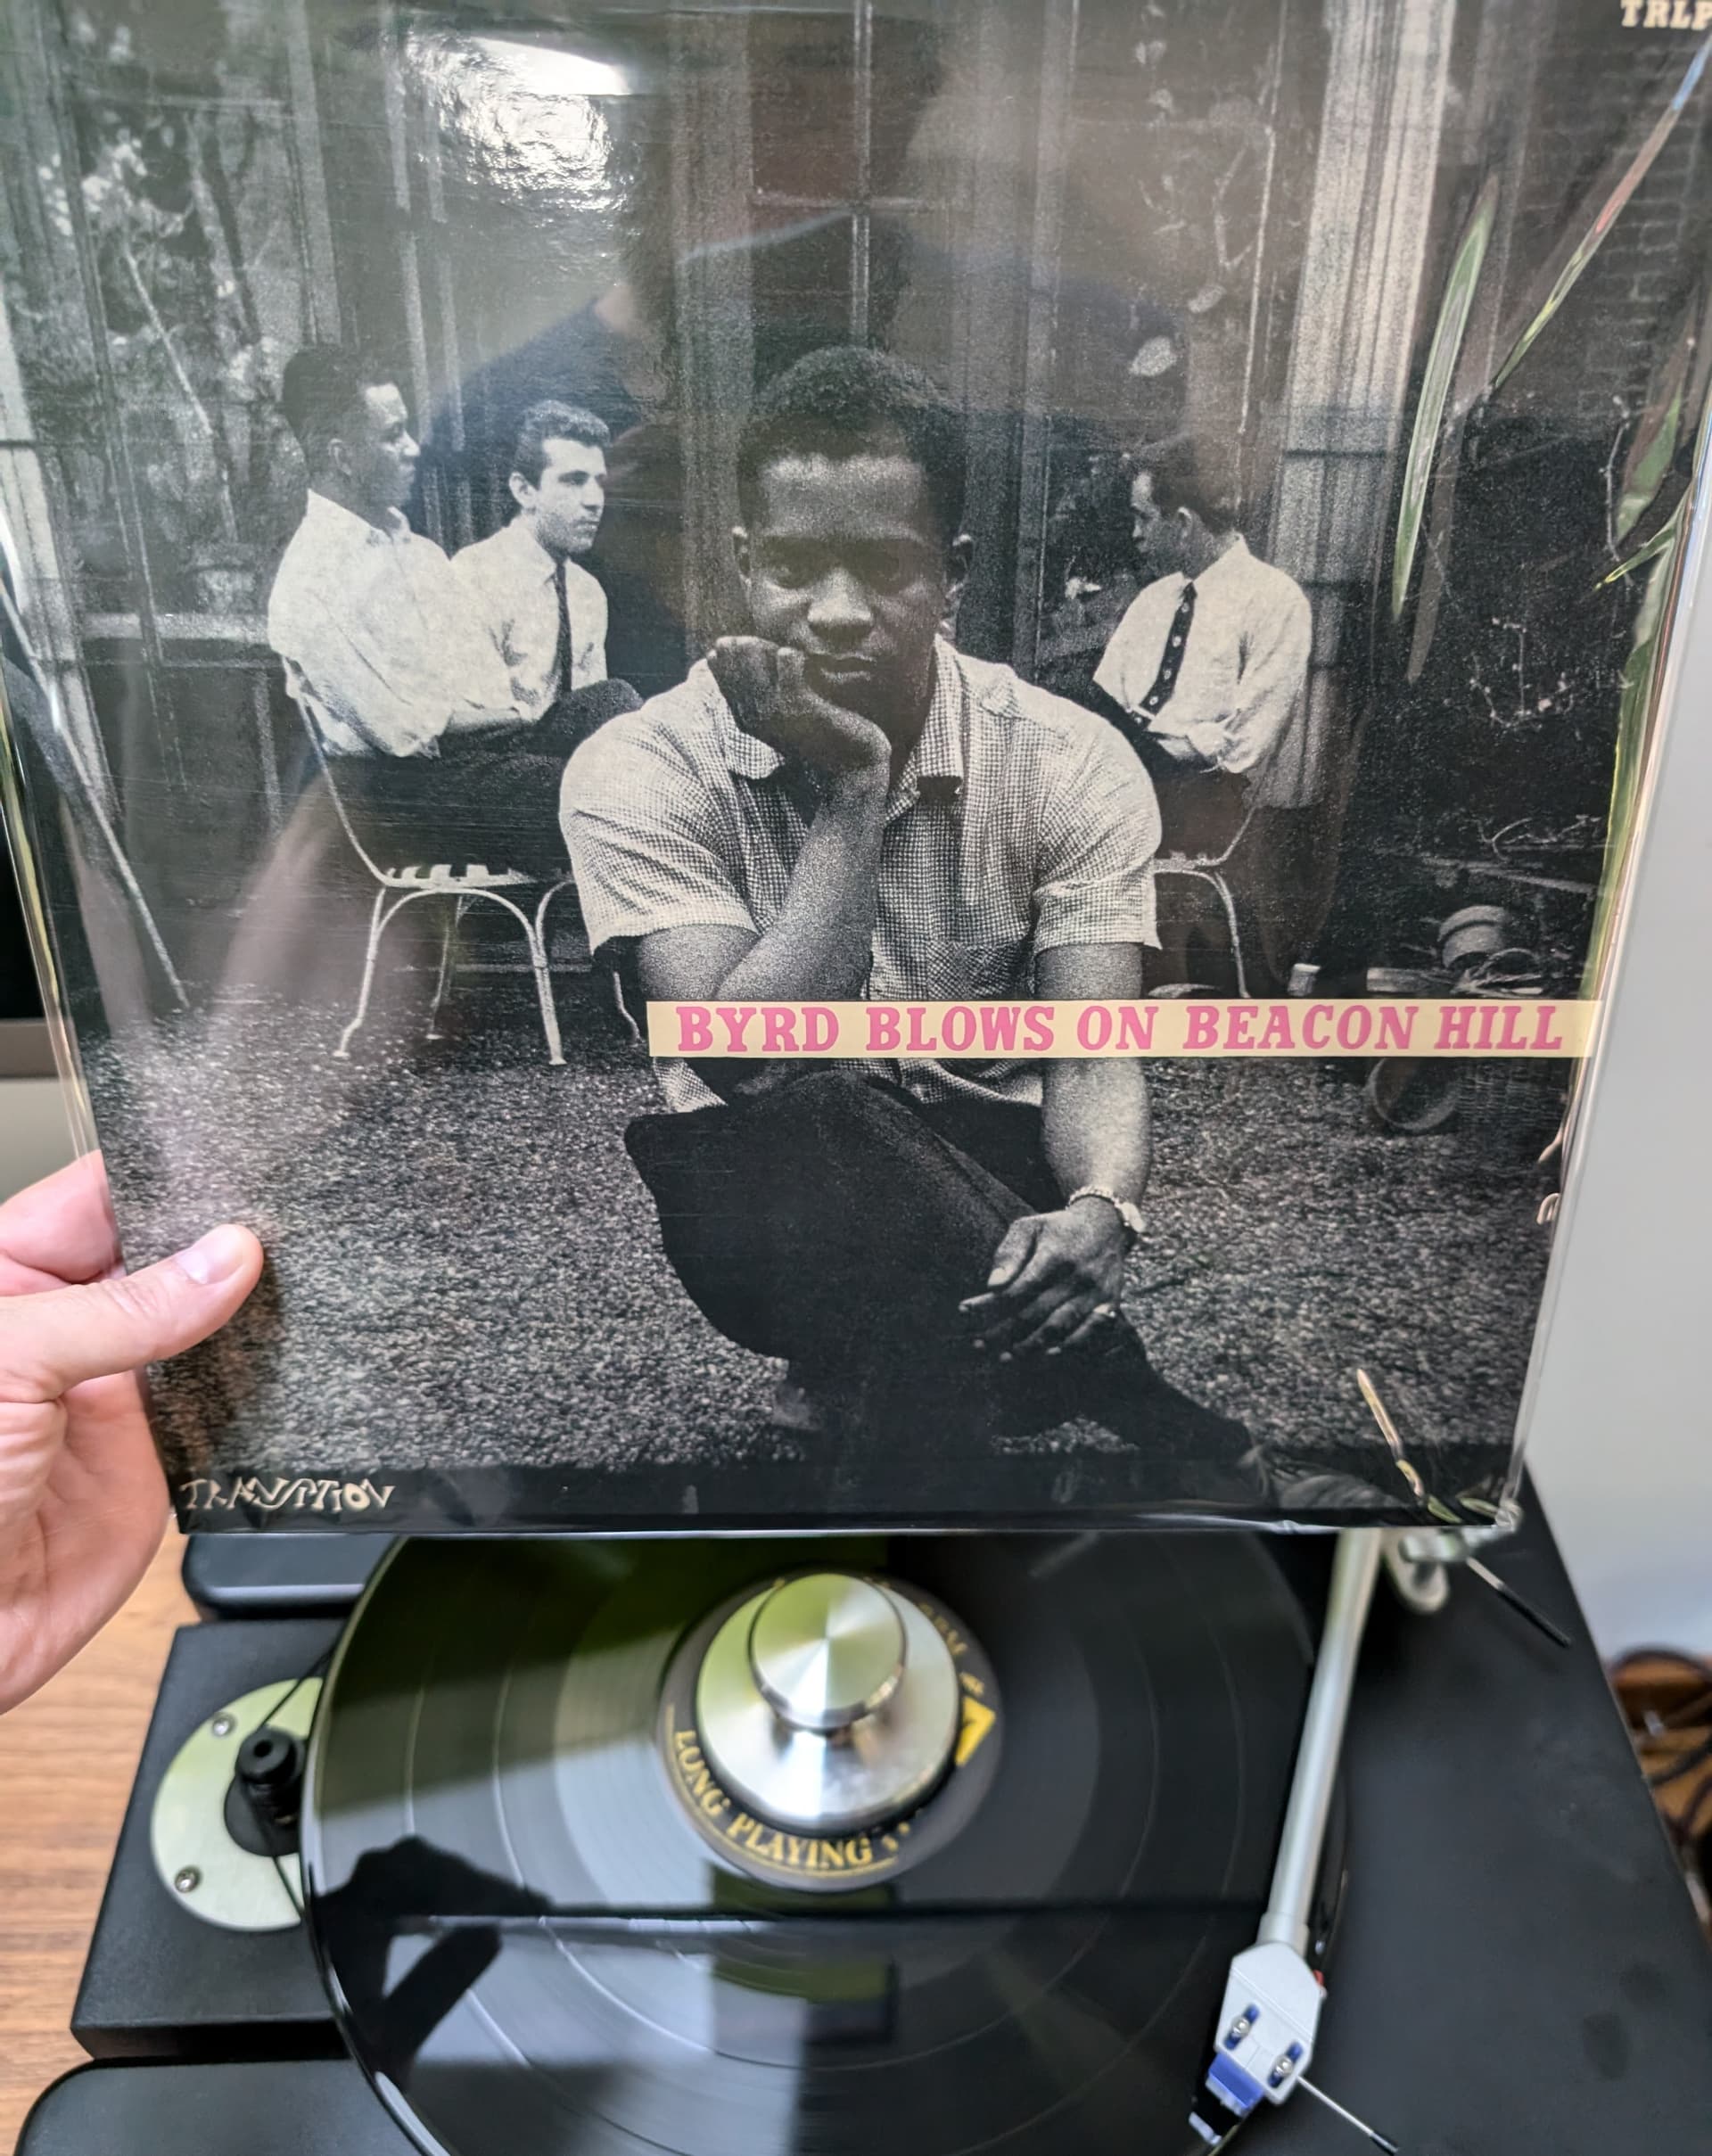 TRLP
BYRD BLOWS ON BEACON HILL
TRANSITION
LONG PLAYING